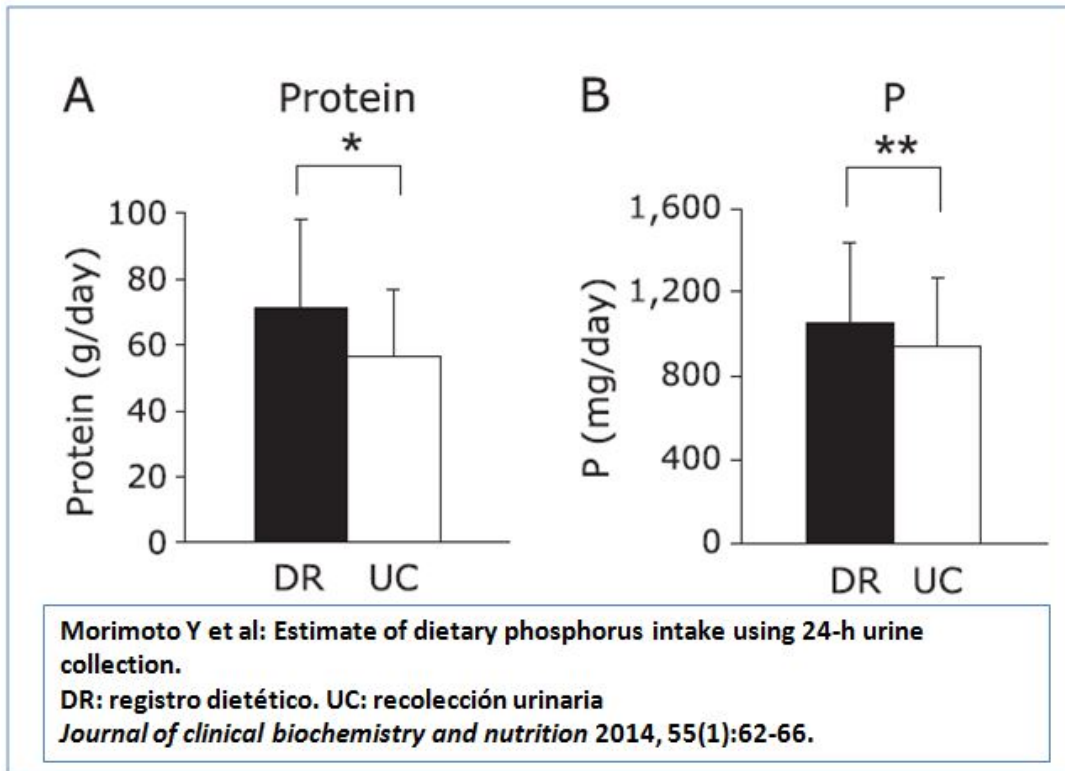 A
Protein
*
Protein (g/day)
100
80
60
40
20
0
DR UC
B
P
**
P (mg/day)
1,600
1,200
800
400
0
DR UC
Morimoto Y et al: Estimate of dietary phosphorus intake using 24-h urine
collection.
DR: registro dietético. UC: recolección urinaria
Journal of clinical biochemistry and nutrition 2014, 55(1):62-66.